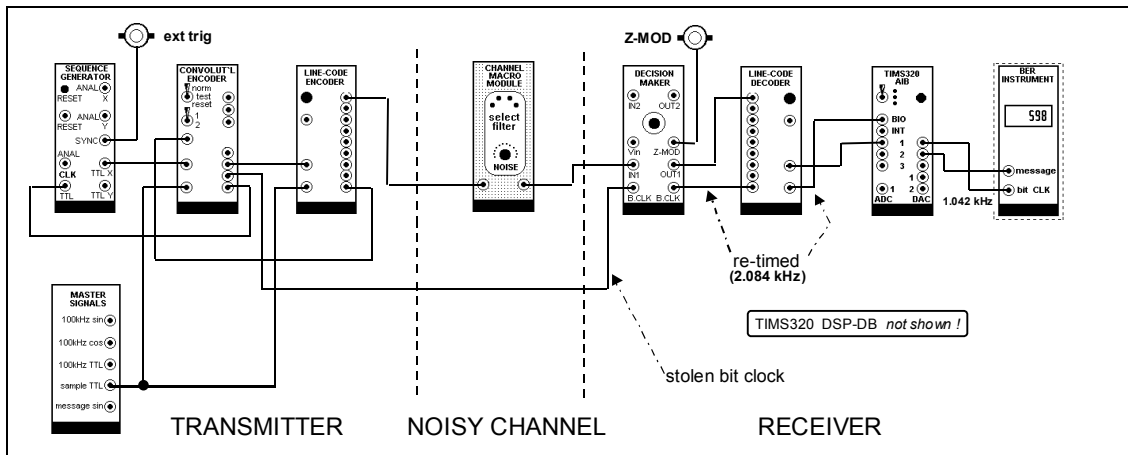 ext trig
SEQUENCE
GENERATOR
ANAL
RESET
X
ANAL
RESET
Y
SYNC
ANAL
CLK
TTL X
TTL
TTL Y
CONVOLUT'L
ENCODER
norm
test
reset
1
2
LINE-CODE
ENCODER
CHANNEL
MACRO
MODULE
select
filter
NOISE
Z-MOD
DECISION
MAKER
IN2
OUT2
Vin
Z-MOD
IN1
OUT1
B.CLK
B.CLK
LINE-CODE
DECODER
TIMS320
AIB
BIO
INT
1
1
2
2
3
3
1
1
2
ADC
DAC
BER
INSTRUMENT
598
message
bit CLK
1.042 kHz
re-timed
(2.084 kHz)
MASTER
SIGNALS
100kHz sin
100kHz cos
100kHz TTL
sample TTL
message sin
TIMS320 DSP-DB not shown !
stolen bit clock
TRANSMITTER
NOISY CHANNEL
RECEIVER